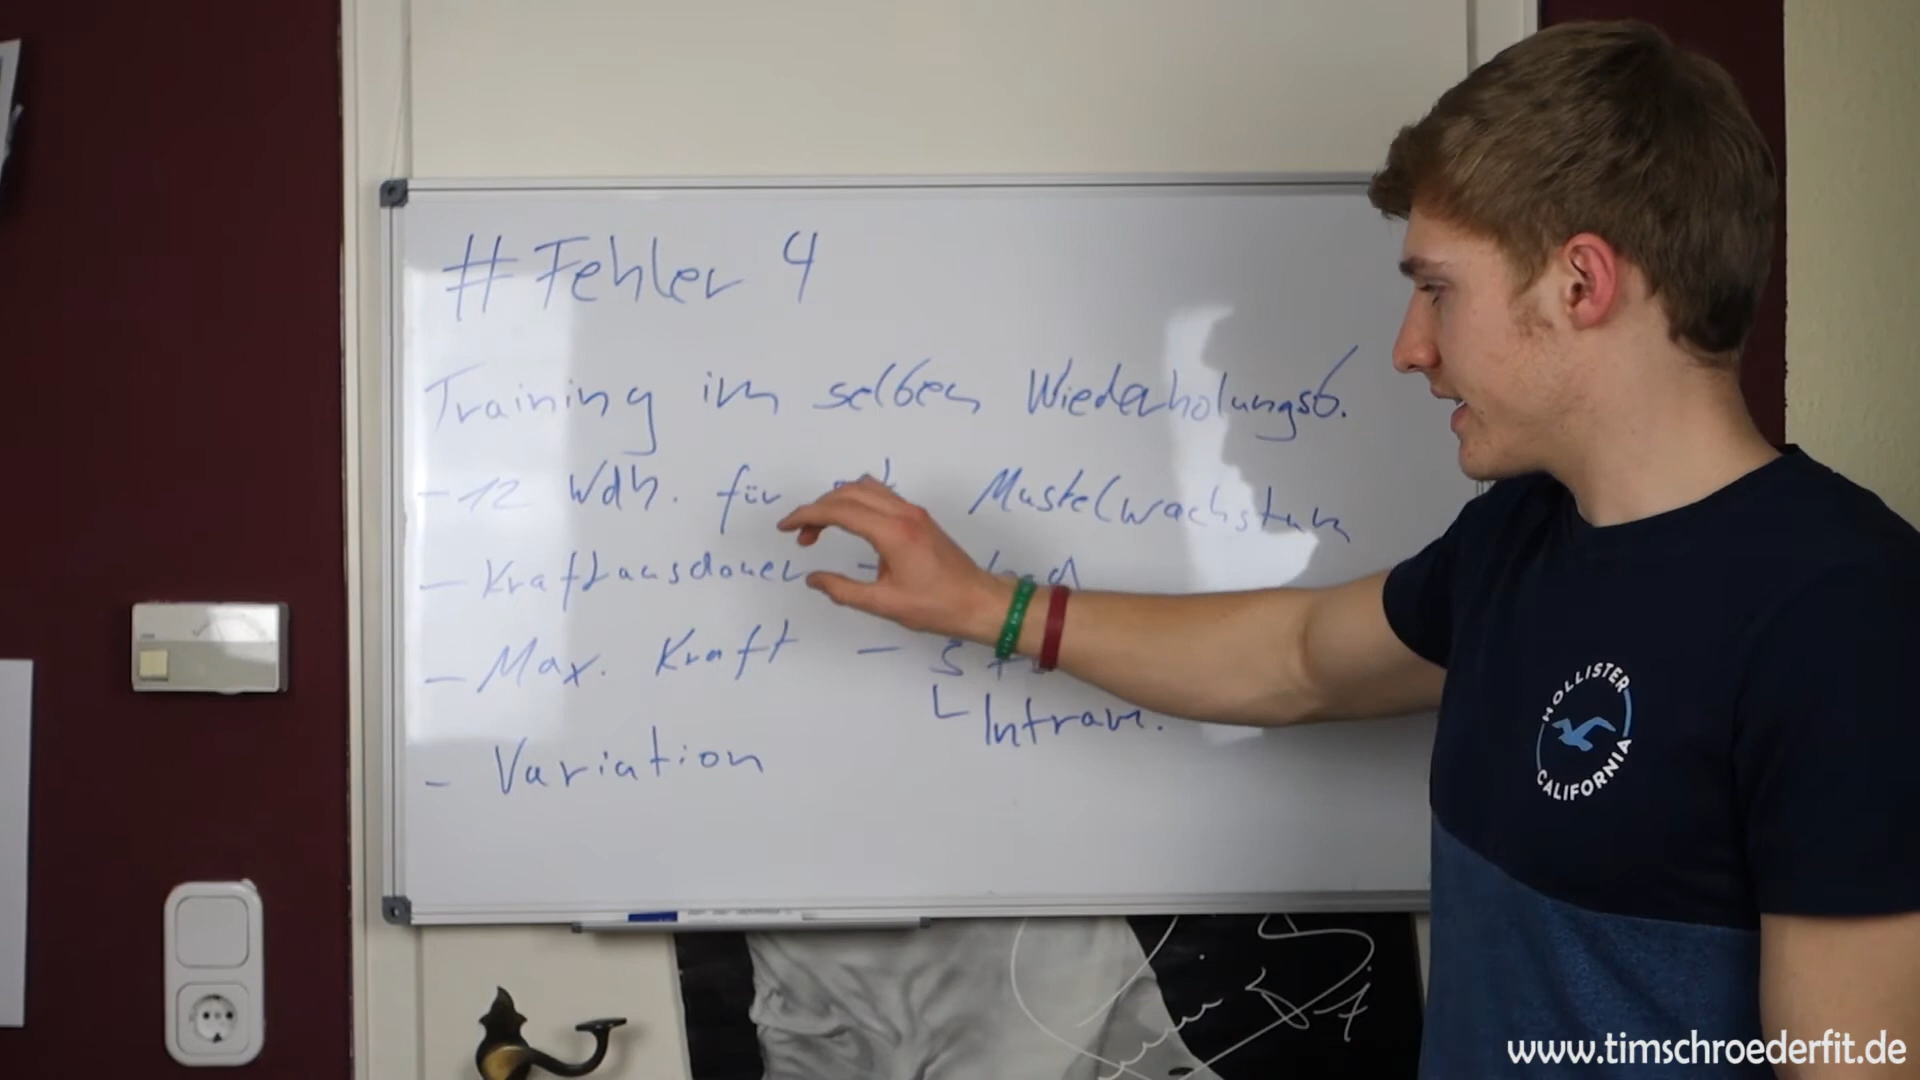 #Fehler 4
Training im selben Wiederholungsb.
- 12 Wdh. für Muskelwachstum
- Kraftausdauer -
- Max. Kraft -
Intram.
- Variation
HOLLISTER
CALIFORNIA
www.timschroederfit.de